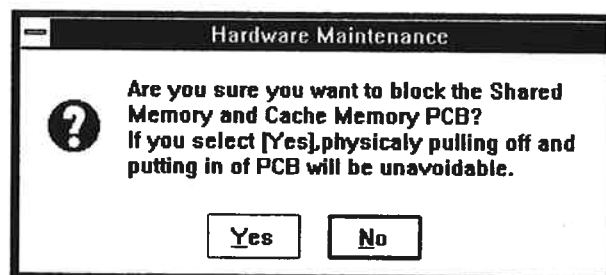 Hardware Maintenance
Are you sure you want to block the Shared
Memory and Cache Memory PCB?
If you select [Yes],physicaly pulling off and
putting in of PCB will be unavoidable.
Yes
No